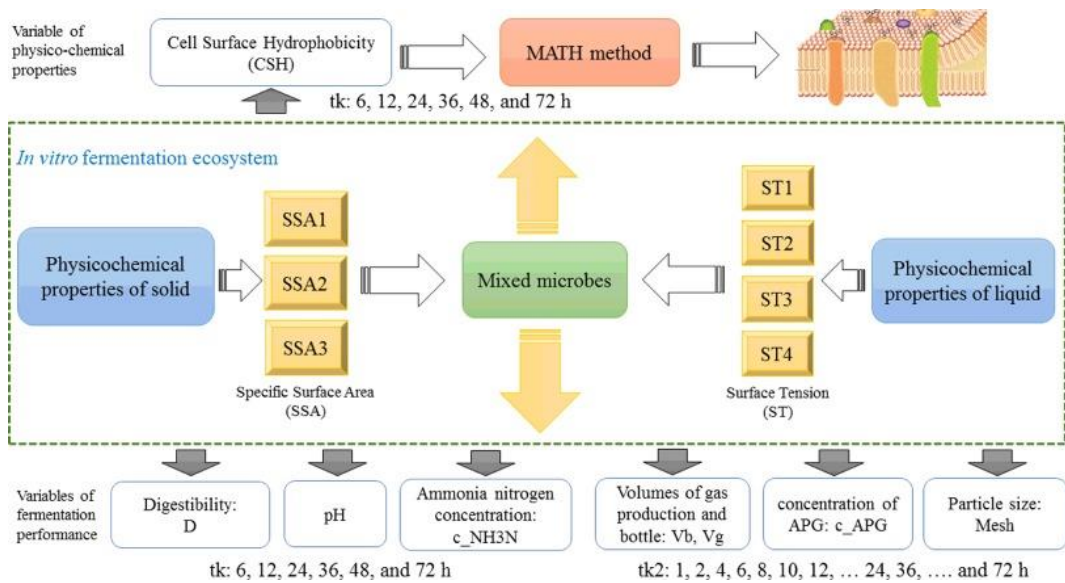 Variable of
physico-chemical
properties
Cell Surface Hydrophobicity
(CSH)
MATH method
tk: 6, 12, 24, 36, 48, and 72 h
In vitro fermentation ecosystem
Physicochemical
properties of solid
SSA1
SSA2
SSA3
Specific Surface Area
(SSA)
Mixed microbes
ST1
ST2
ST3
ST4
Surface Tension
(ST)
Physicochemical
properties of liquid
Variables of
fermentation
performance
Digestibility:
D
pH
Ammonia nitrogen
concentration:
c_NH3N
Volumes of gas
production and
bottle: Vb, Vg
concentration of
APG: c_APG
Particle size:
Mesh
tk: 6, 12, 24, 36, 48, and 72 h
tk2: 1, 2, 4, 6, 8, 10, 12, … 24, 36, …. and 72 h